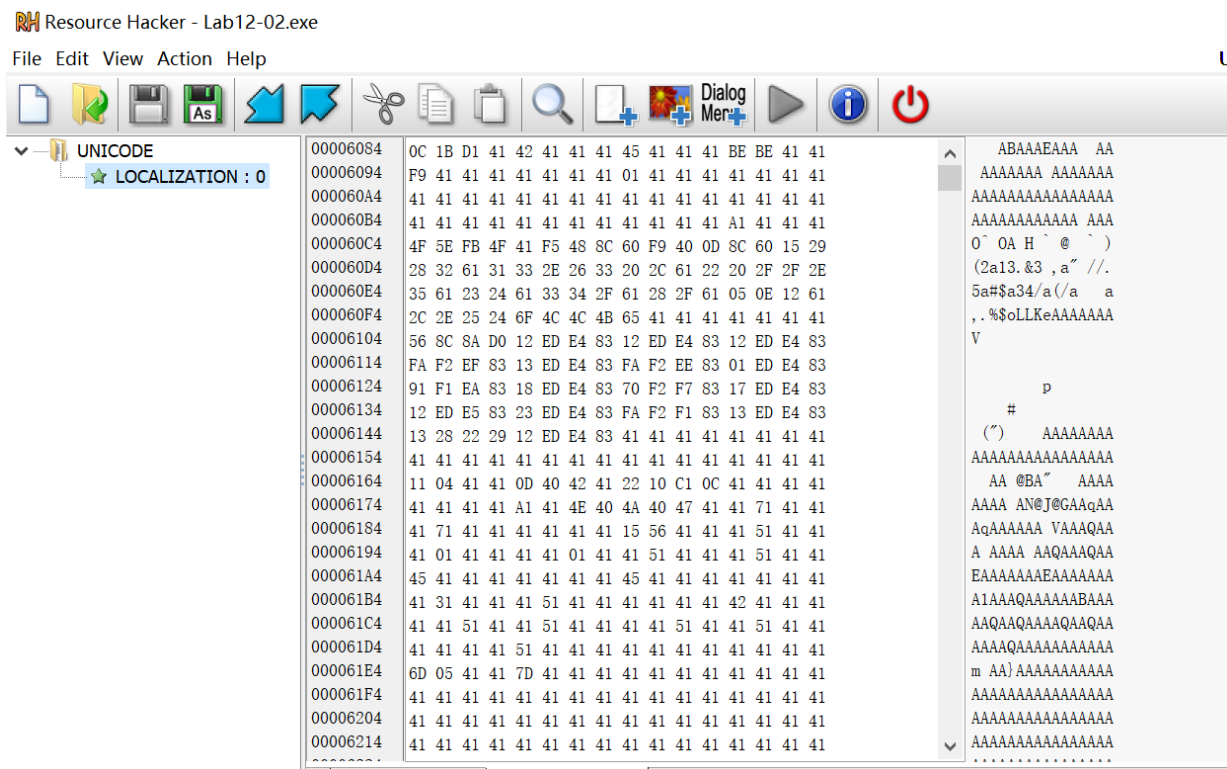 Resource Hacker - Lab12-02.exe
File Edit View Action Help
As
Dialog
UNICODE
LOCALIZATION : 0
00006084 0C 1B D1 41 42 41 41 41 45 41 41 41 BE BE 41 41 ABAAAEAAA AA
00006094 F9 41 41 41 41 41 41 41 01 41 41 41 41 41 41 41 AAAAAAA AAAAAAA
000060A4 41 41 41 41 41 41 41 41 41 41 41 41 41 41 41 41 AAAAAAAAAAAAAAAA
000060B4 41 41 41 41 41 41 41 41 41 41 41 41 A1 41 41 41 AAAAAAAAAAAA AAA
000060C4 4F 5E FB 4F 41 F5 48 8C 60 F9 40 0D 8C 60 15 29 O^ OA H ` @ ` )
000060D4 28 32 61 31 33 2E 26 33 20 2C 61 22 20 2F 2F 2E (2a13.&3 ,a" //.
000060E4 35 61 23 24 61 33 34 2F 61 28 2F 61 05 0E 12 61 5a#$a34/a(/a a
000060F4 2C 2E 25 24 6F 4C 4C 4B 65 41 41 41 41 41 41 41 ,.%$oLLKeAAAAAAA
00006104 56 8C 8A D0 12 ED E4 83 12 ED E4 83 12 ED E4 83 V
00006114 FA F2 EF 83 13 ED E4 83 FA F2 EE 83 01 ED E4 83
00006124 91 F1 EA 83 18 ED E4 83 70 F2 F7 83 17 ED E4 83 p
00006134 12 ED E5 83 23 ED E4 83 FA F2 F1 83 13 ED E4 83 #
00006144 13 28 22 29 12 ED E4 83 41 41 41 41 41 41 41 41 (") AAAAAAAA
00006154 41 41 41 41 41 41 41 41 41 41 41 41 41 41 41 41 AAAAAAAAAAAAAAAA
00006164 11 04 41 41 0D 40 42 41 22 10 C1 0C 41 41 41 41 AA @BA" AAAA
00006174 41 41 41 41 A1 41 4E 40 4A 40 47 41 41 71 41 41 AAAA AN@J@GAAqAA
00006184 41 71 41 41 41 41 41 41 15 56 41 41 41 51 41 41 AqAAAAAA VAAAQAA
00006194 41 01 41 41 41 41 01 41 41 51 41 41 41 51 41 41 A AAAA AAQAAAQAA
000061A4 45 41 41 41 41 41 41 41 45 41 41 41 41 41 41 41 EAAAAAAAEAAAAAAA
000061B4 41 31 41 41 41 51 41 41 41 41 41 41 42 41 41 41 A1AAAQAAAAAABAAA
000061C4 41 41 51 41 41 51 41 41 41 41 51 41 41 51 41 41 AAQAAQAAAAQAAQAA
000061D4 41 41 41 41 51 41 41 41 41 41 41 41 41 41 41 41 AAAAQAAAAAAAAAAA
000061E4 6D 05 41 41 7D 41 41 41 41 41 41 41 41 41 41 41 m AA}AAAAAAAAAAA
000061F4 41 41 41 41 41 41 41 41 41 41 41 41 41 41 41 41 AAAAAAAAAAAAAAAA
00006204 41 41 41 41 41 41 41 41 41 41 41 41 41 41 41 41 AAAAAAAAAAAAAAAA
00006214 41 41 41 41 41 41 41 41 41 41 41 41 41 41 41 41 AAAAAAAAAAAAAAAA